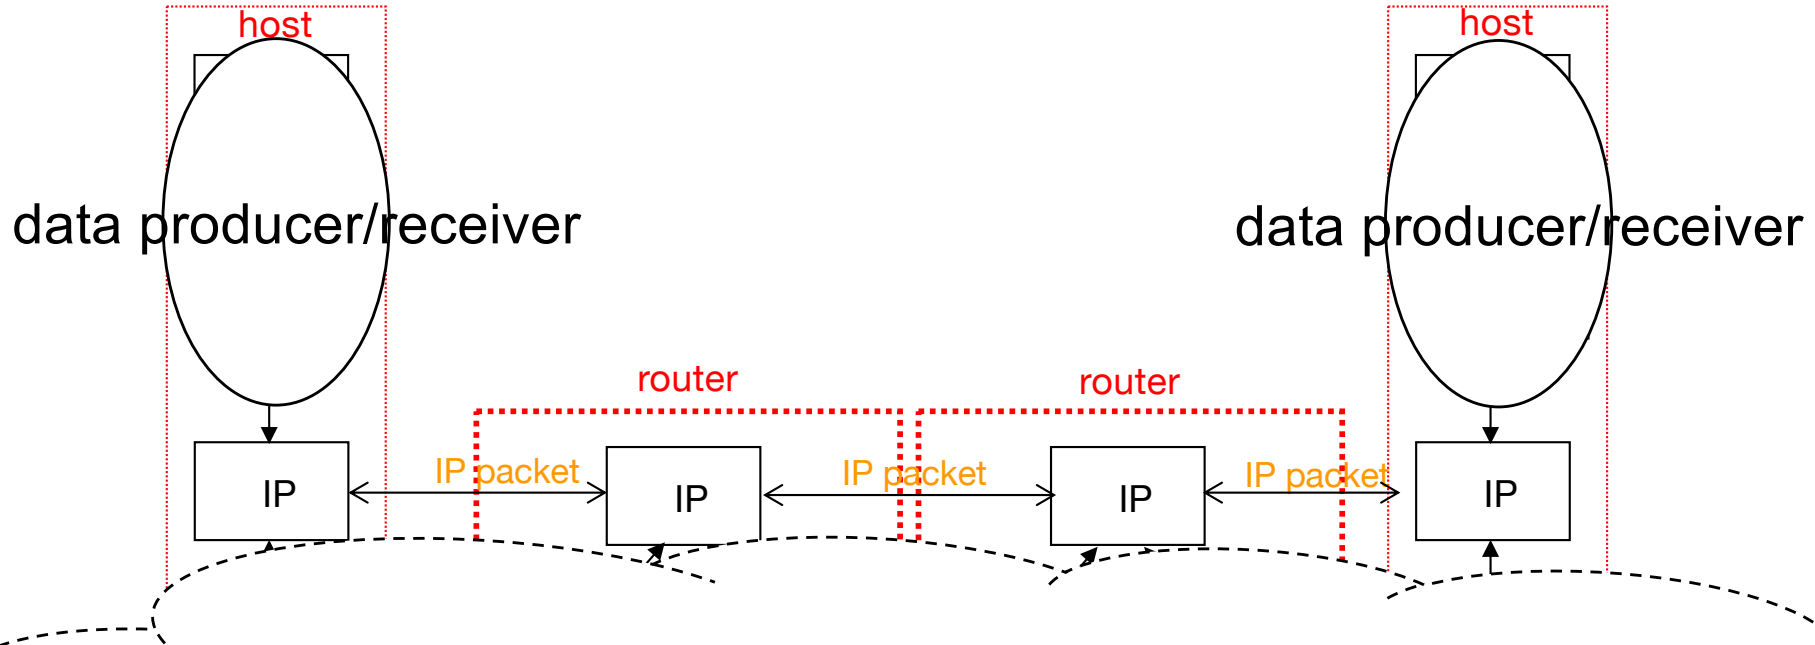 host
host
data producer/receiver
data producer/receiver
router
router
IP packet
IP packet
IP packet
IP
IP
IP
IP